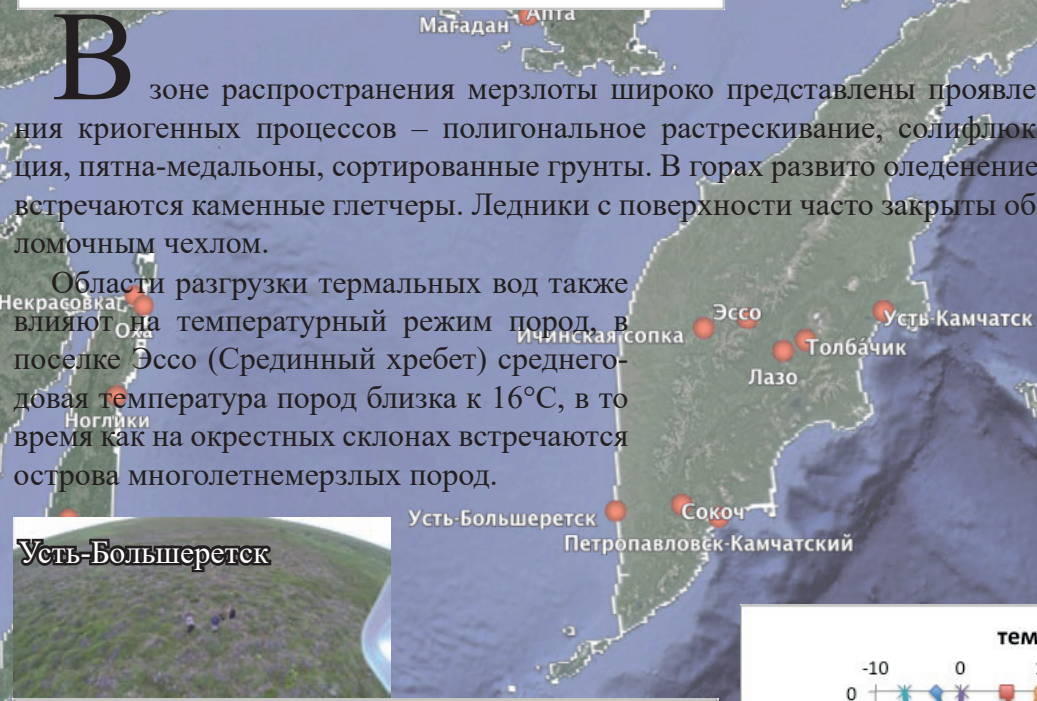 Магадан
Апта
В зоне распространения мерзлоты широко представлены проявле
ния криогенных процессов – полигональное растрескивание, солифлюк
ция, пятна-медальоны, сортированные грунты. В горах развито оледенение
встречаются каменные глетчеры. Ледники с поверхности часто закрыты об
ломочным чехлом.
Области разгрузки термальных вод также
влияют на температурный режим пород, в
поселке Эссо (Срединный хребет) среднего-
довая температура пород близка к 16°С, в то
время как на окрестных склонах встречаются
острова многолетнемерзлых пород.
Некрасовка
Оха
Ноглики
Эссо
Усть-Камчатск
Ичинская сопка
Толбачик
Лазо
Усть-Большерецк
Сокоч
Петропавловск-Камчатский
Усть-Большеретск
тем
-10 0
0